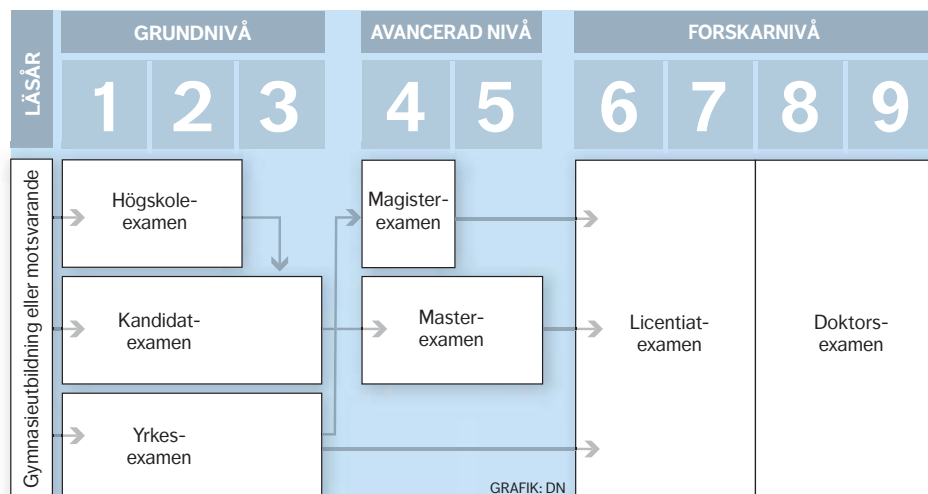 LÄSÅR
GRUNDNIVÅ
AVANCERAD NIVÅ
FORSKARNIVÅ
1
2
3
4
5
6
7
8
9
Gymnasieutbildning eller motsvarande
Högskole-
examen
Kandidat-
examen
Yrkes-
examen
Magister-
examen
Master-
examen
Licentiat-
examen
Doktors-
examen
GRAFIK: DN